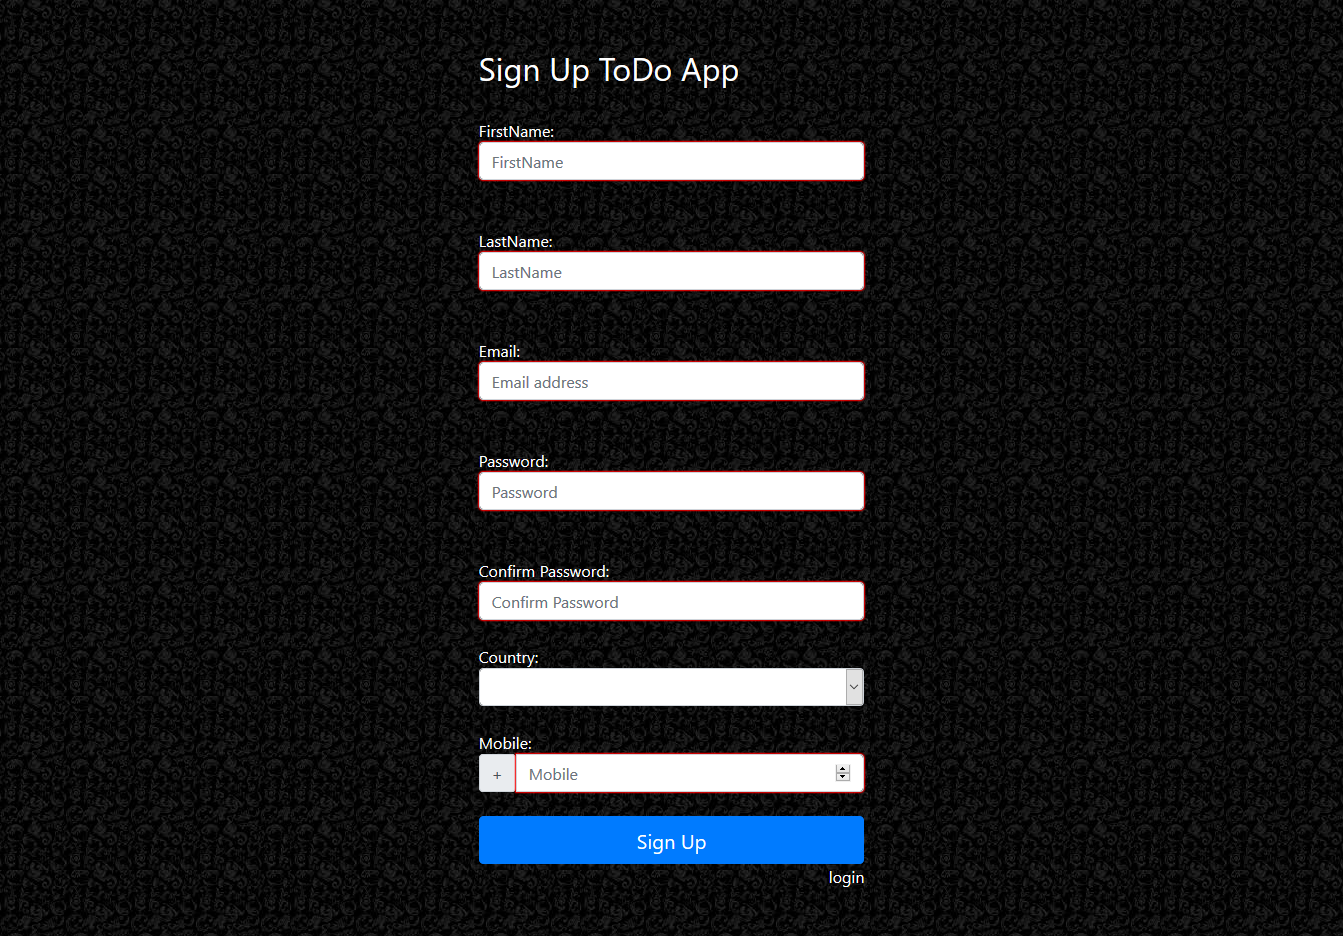 Sign Up ToDo App
FirstName:
FirstName
LastName:
LastName
Email:
Email address
Password:
Password
Confirm Password:
Confirm Password
Country:
Mobile:
+ Mobile
Sign Up
login